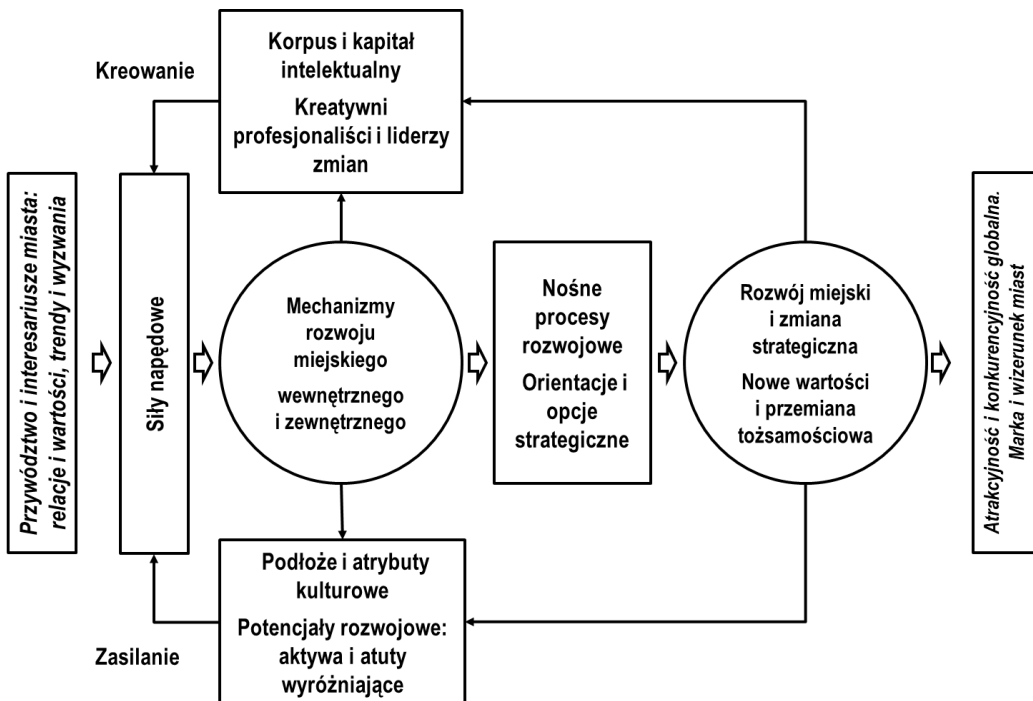 Kreowanie
Korpus i kapitał
intelektualny
Kreatywni
profesjonaliści i liderzy
zmian
Przywództwo i interesariusze miasta:
relacje i wartości, trendy i wyzwania
Siły napędowe
Mechanizmy
rozwoju
miejskiego
wewnętrznego
i zewnętrznego
Nośne
procesy
rozwojowe
Orientacje i
opcje
strategiczne
Rozwój miejski
i zmiana
strategiczna
Nowe wartości
i przemiana
tożsamościowa
Atrakcyjność i konkurencyjność globalna.
Marka i wizerunek miast
Zasilanie
Podłoże i atrybuty
kulturowe
Potencjały rozwojowe:
aktywa i atuty
wyróżniające